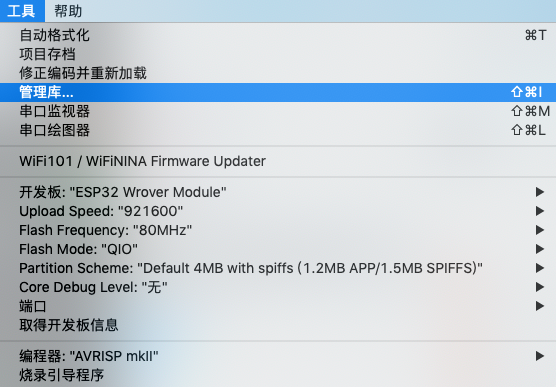 工具 帮助
自动格式化 ⌘T
项目存档
修正编码并重新加载
管理库... ⇧⌘I
串口监视器 ⇧⌘M
串口绘图器 ⇧⌘L
WiFi101 / WiFiNINA Firmware Updater
开发板: "ESP32 Wrover Module"
Upload Speed: "921600"
Flash Frequency: "80MHz"
Flash Mode: "QIO"
Partition Scheme: "Default 4MB with spiffs (1.2MB APP/1.5MB SPIFFS)"
Core Debug Level: "无"
端口
取得开发板信息
编程器: "AVRISP mkII"
烧录引导程序